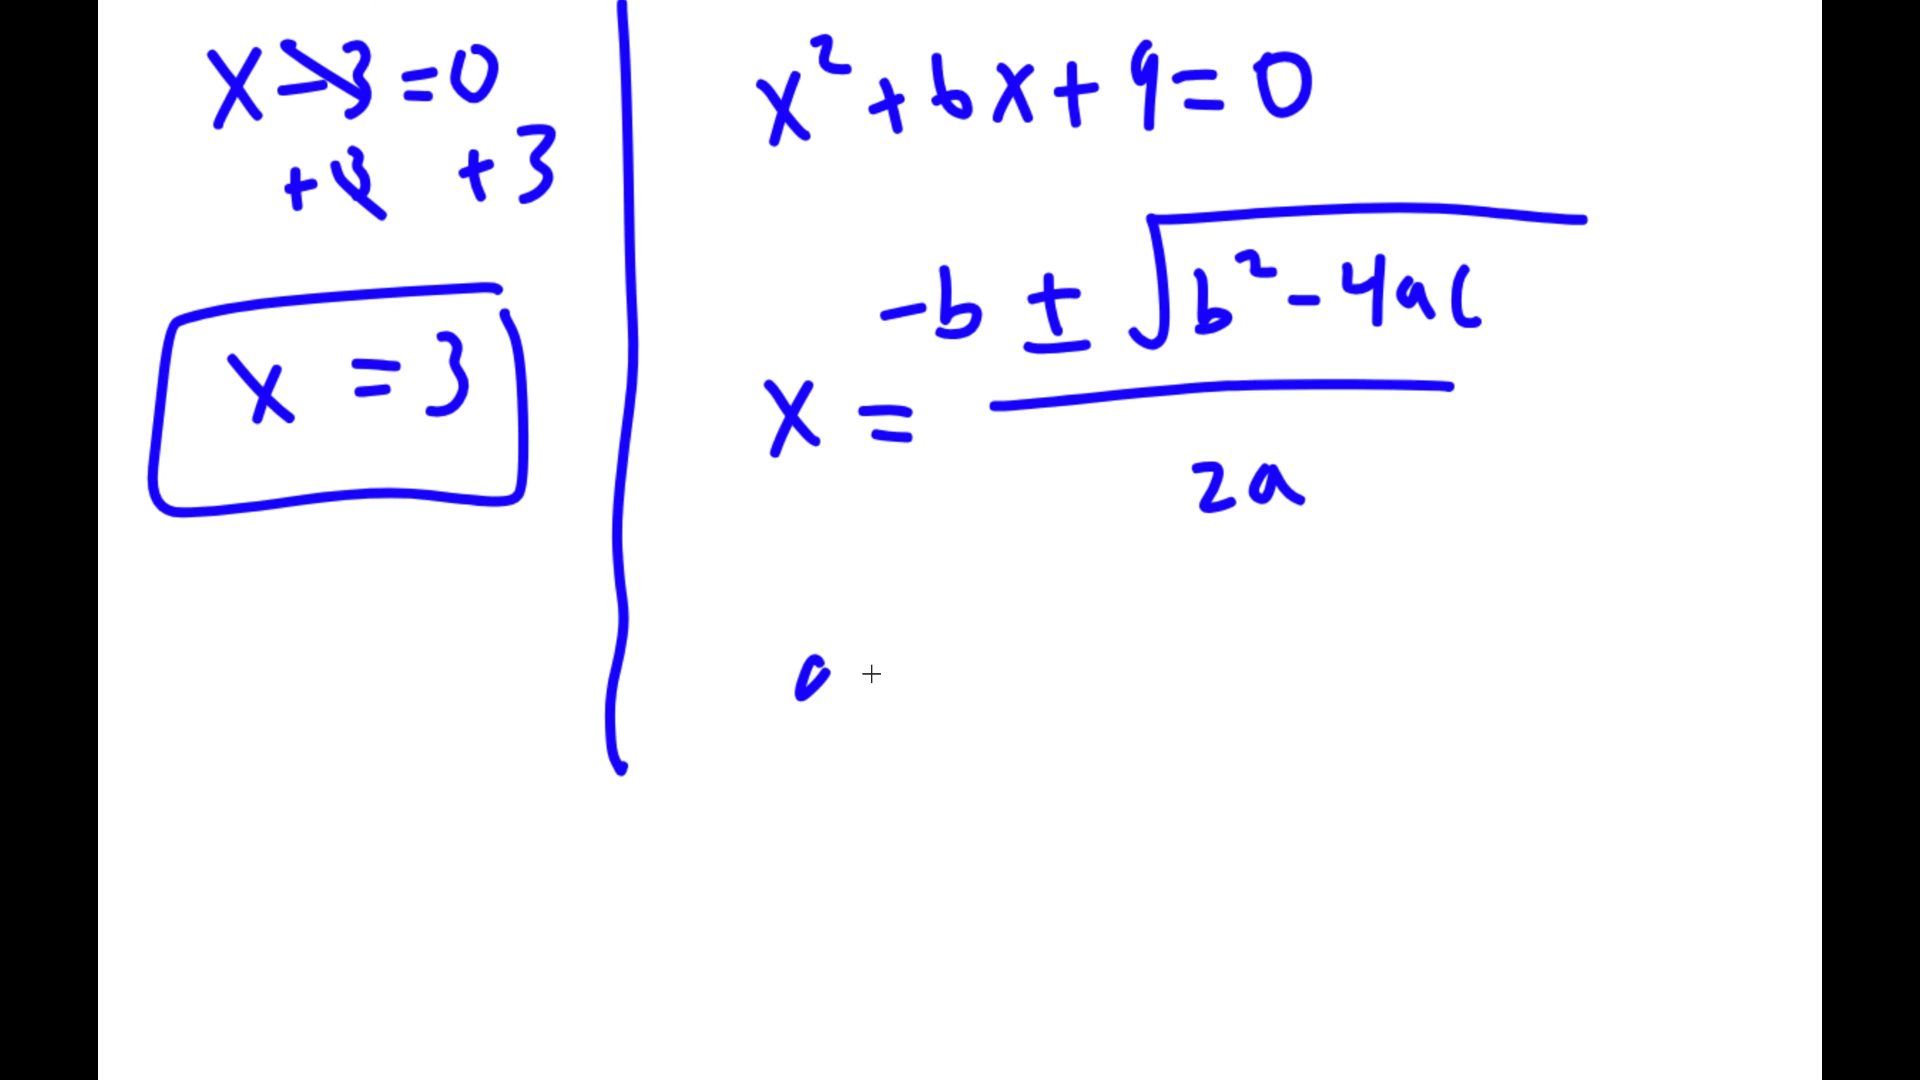 x - 3 = 0
+ 3 + 3
x = 3
x² + 6x + 9 = 0
x = -b ± √b² - 4ac
2a
a